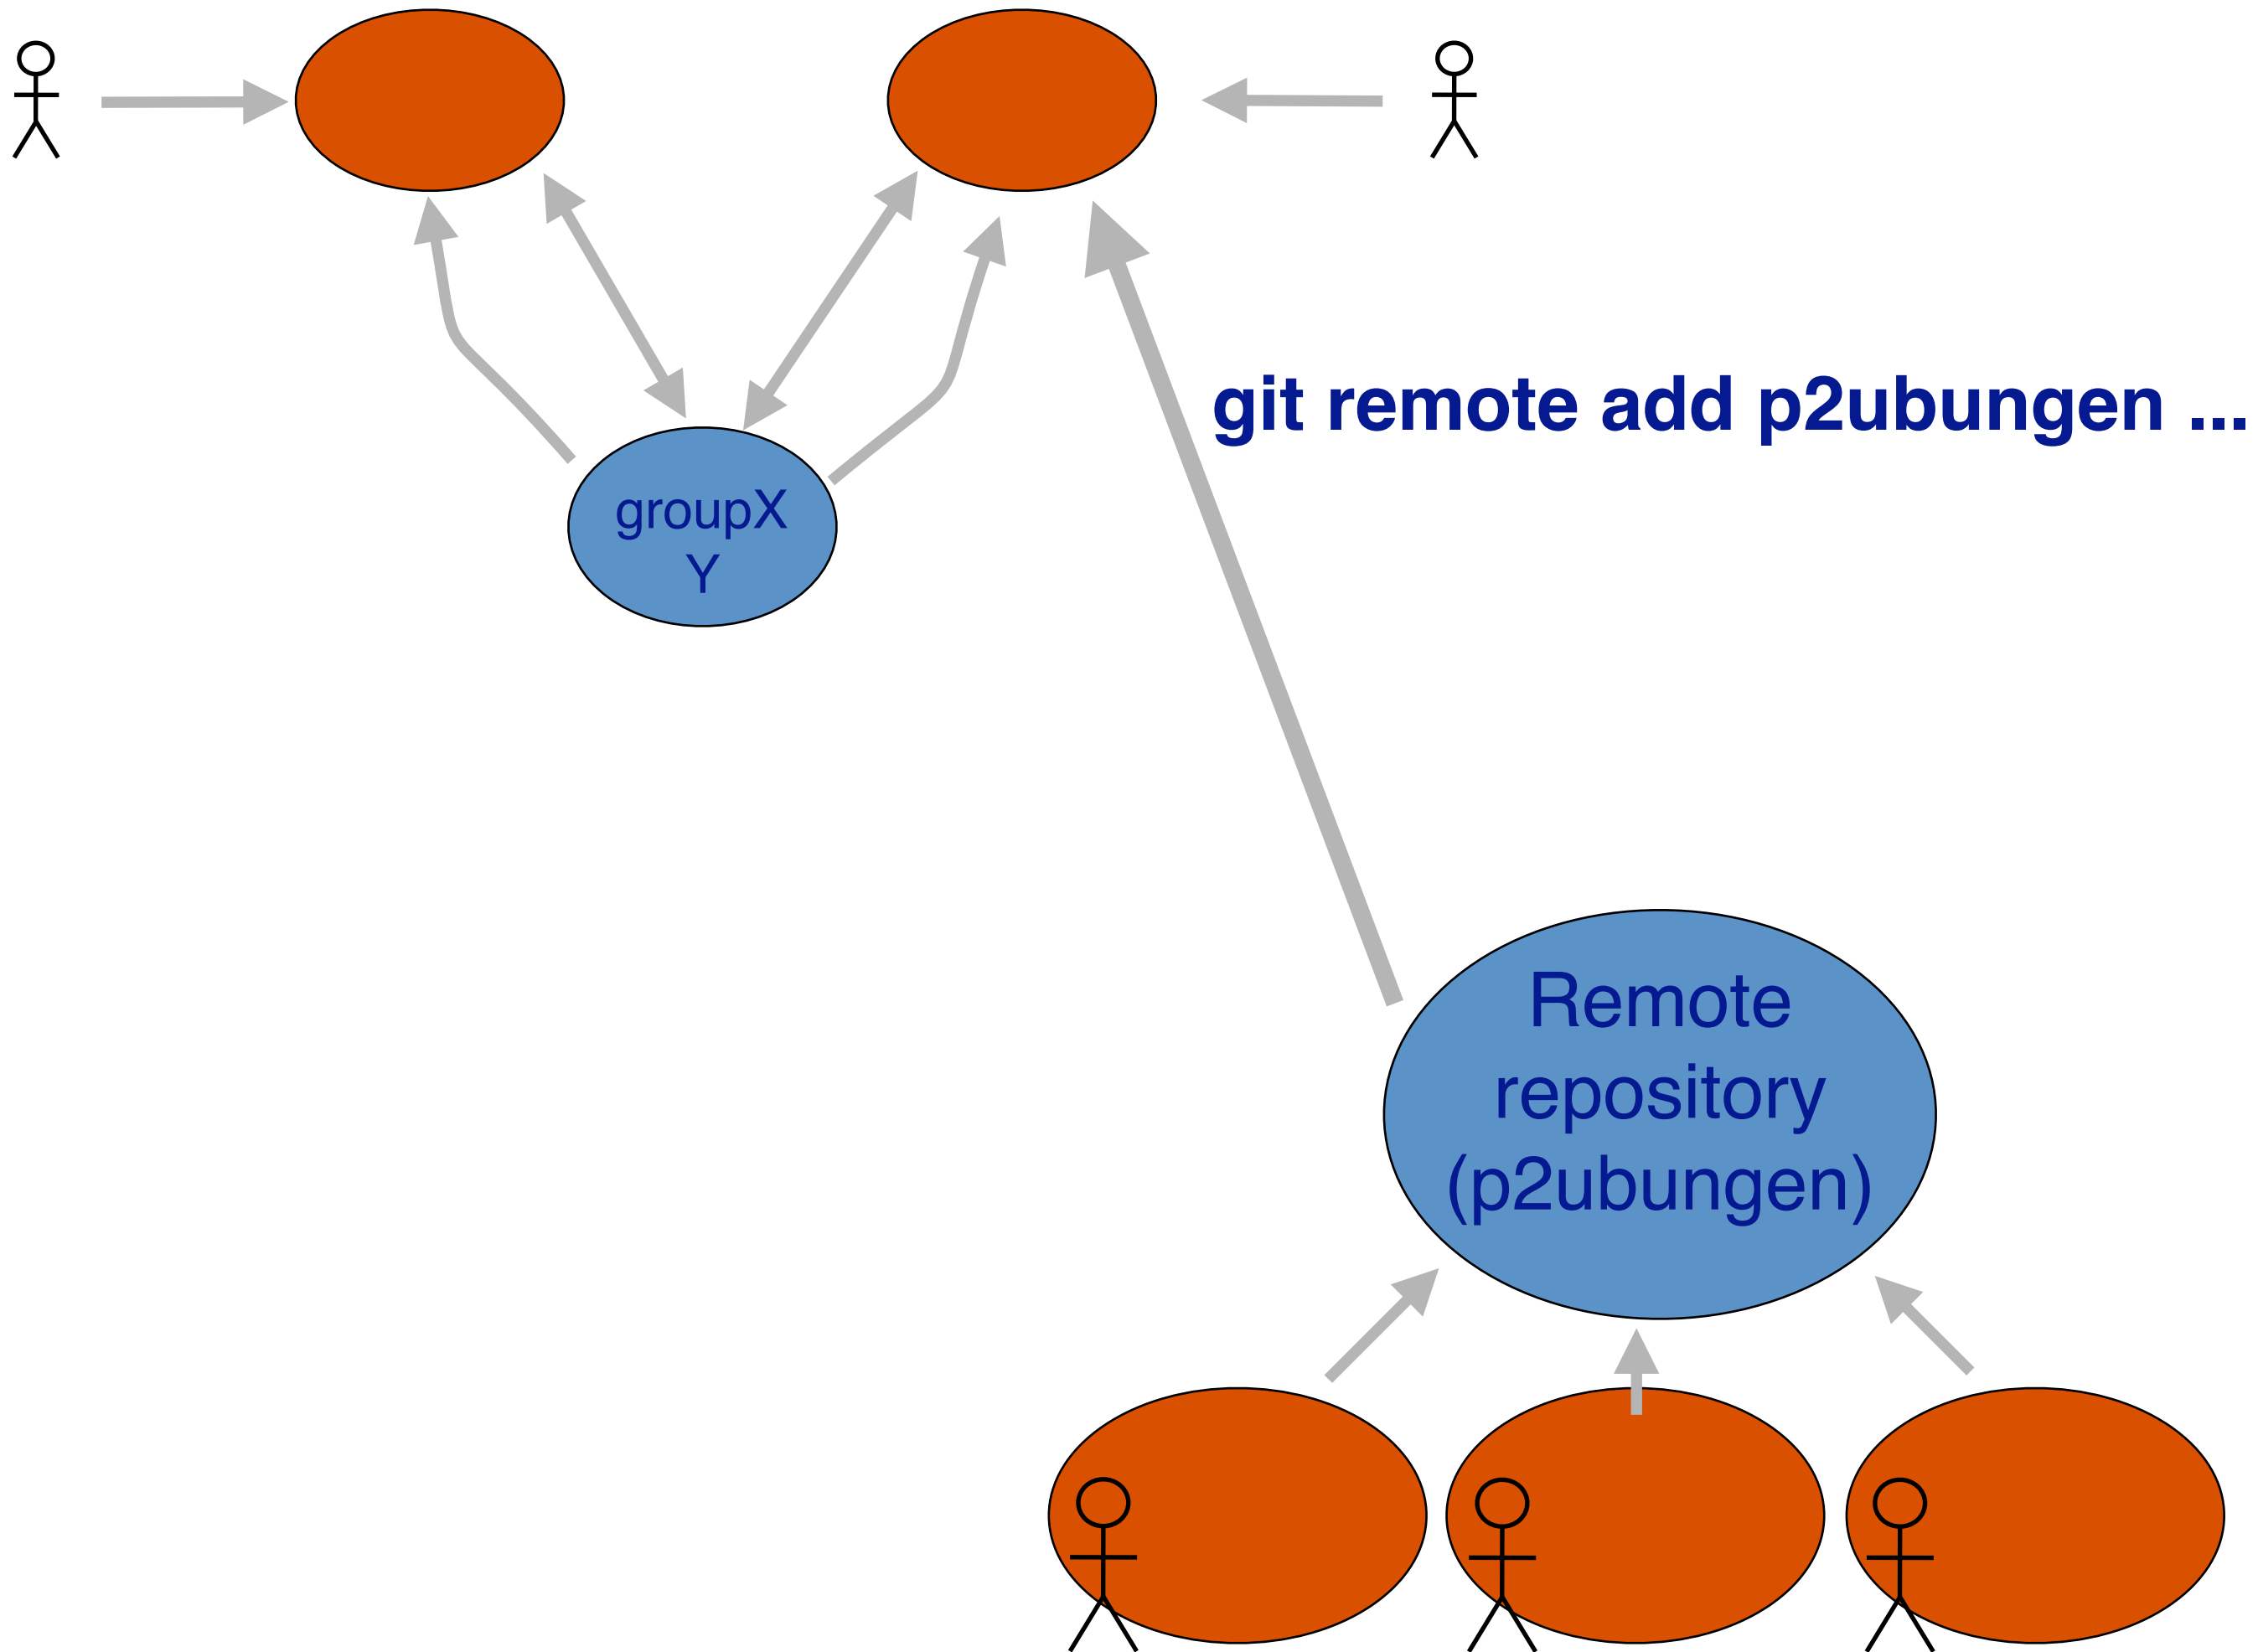 git remote add p2ubungen ...
groupX
Y
Remote
repository
(p2ubungen)